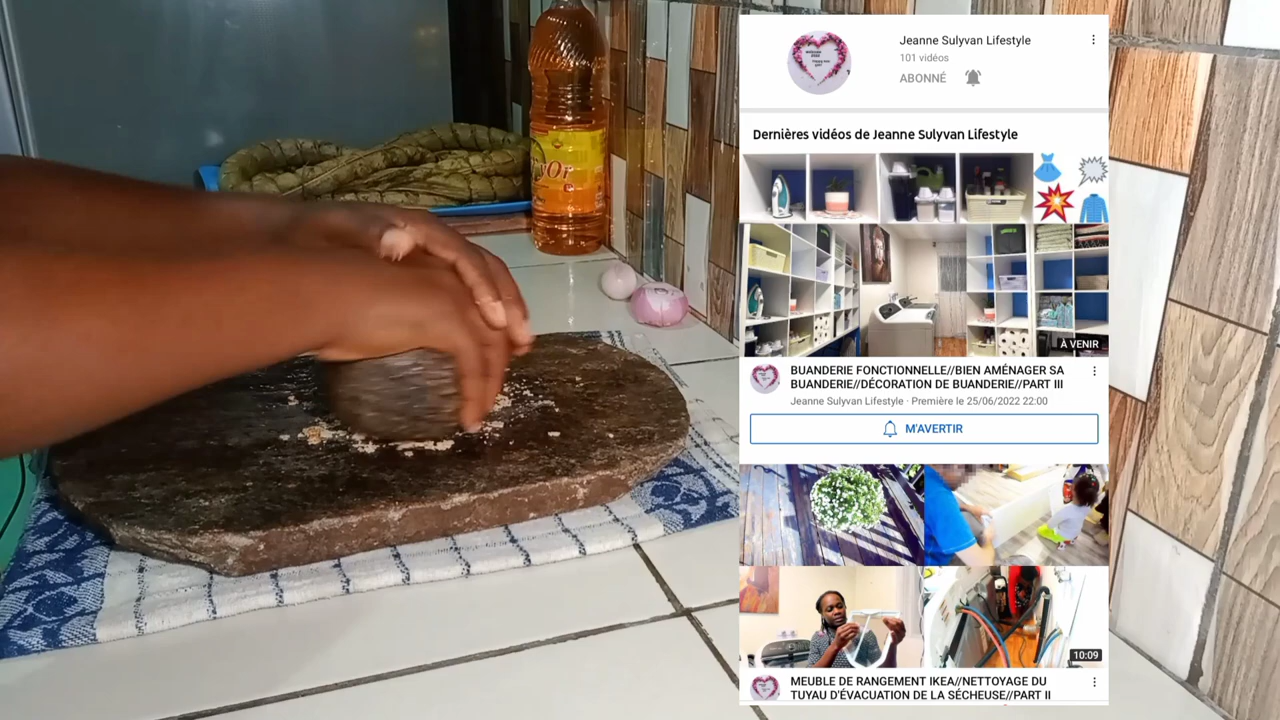 Jeanne Sulyvan Lifestyle
101 vidéos
ABONNÉ
Dernières vidéos de Jeanne Sulyvan Lifestyle
À VENIR
BUANDERIE FONCTIONNELLE//BIEN AMÉNAGER SA
BUANDERIE//DÉCORATION DE BUANDERIE//PART III
Jeanne Sulyvan Lifestyle · Première le 25/06/2022 22:00
M'AVERTIR
10:09
MEUBLE DE RANGEMENT IKEA//NETTOYAGE DU
TUYAU D'ÉVACUATION DE LA SÉCHEUSE//PART II